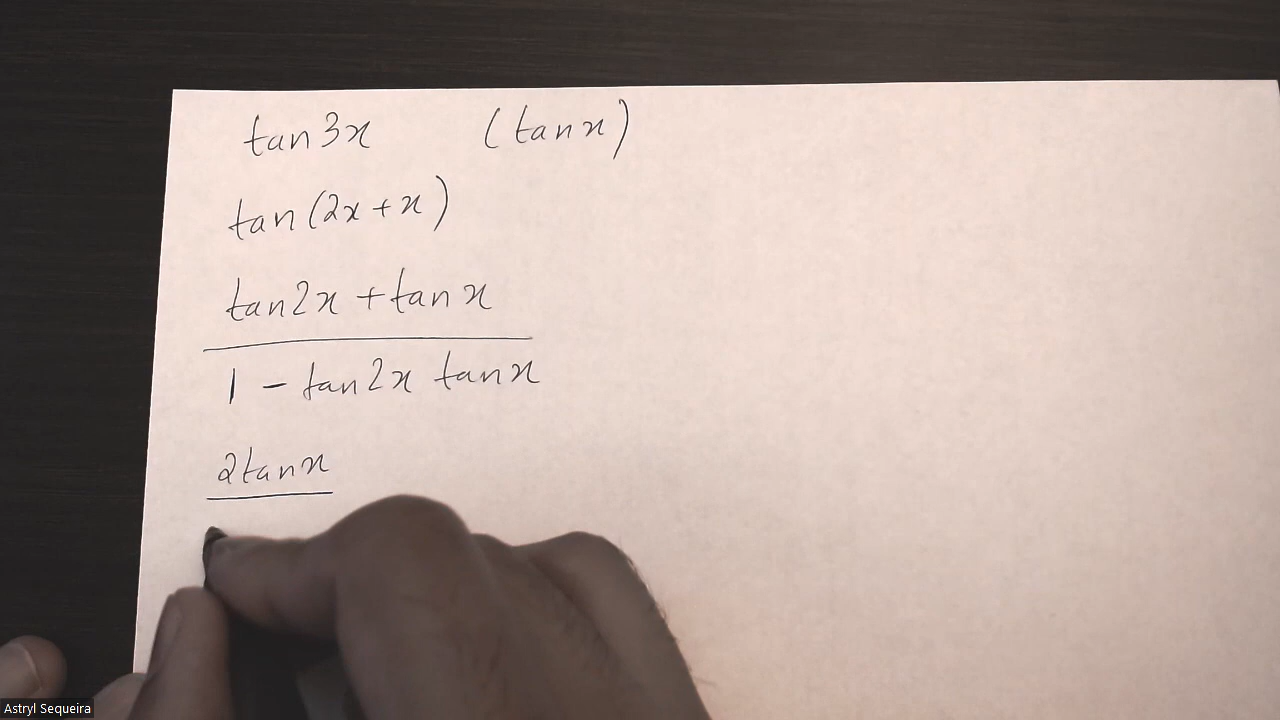 tan3x (tanx)
tan(2x+x)
tan2x + tanx
1 - tan2x tanx
2tanx
Astryl Sequeira